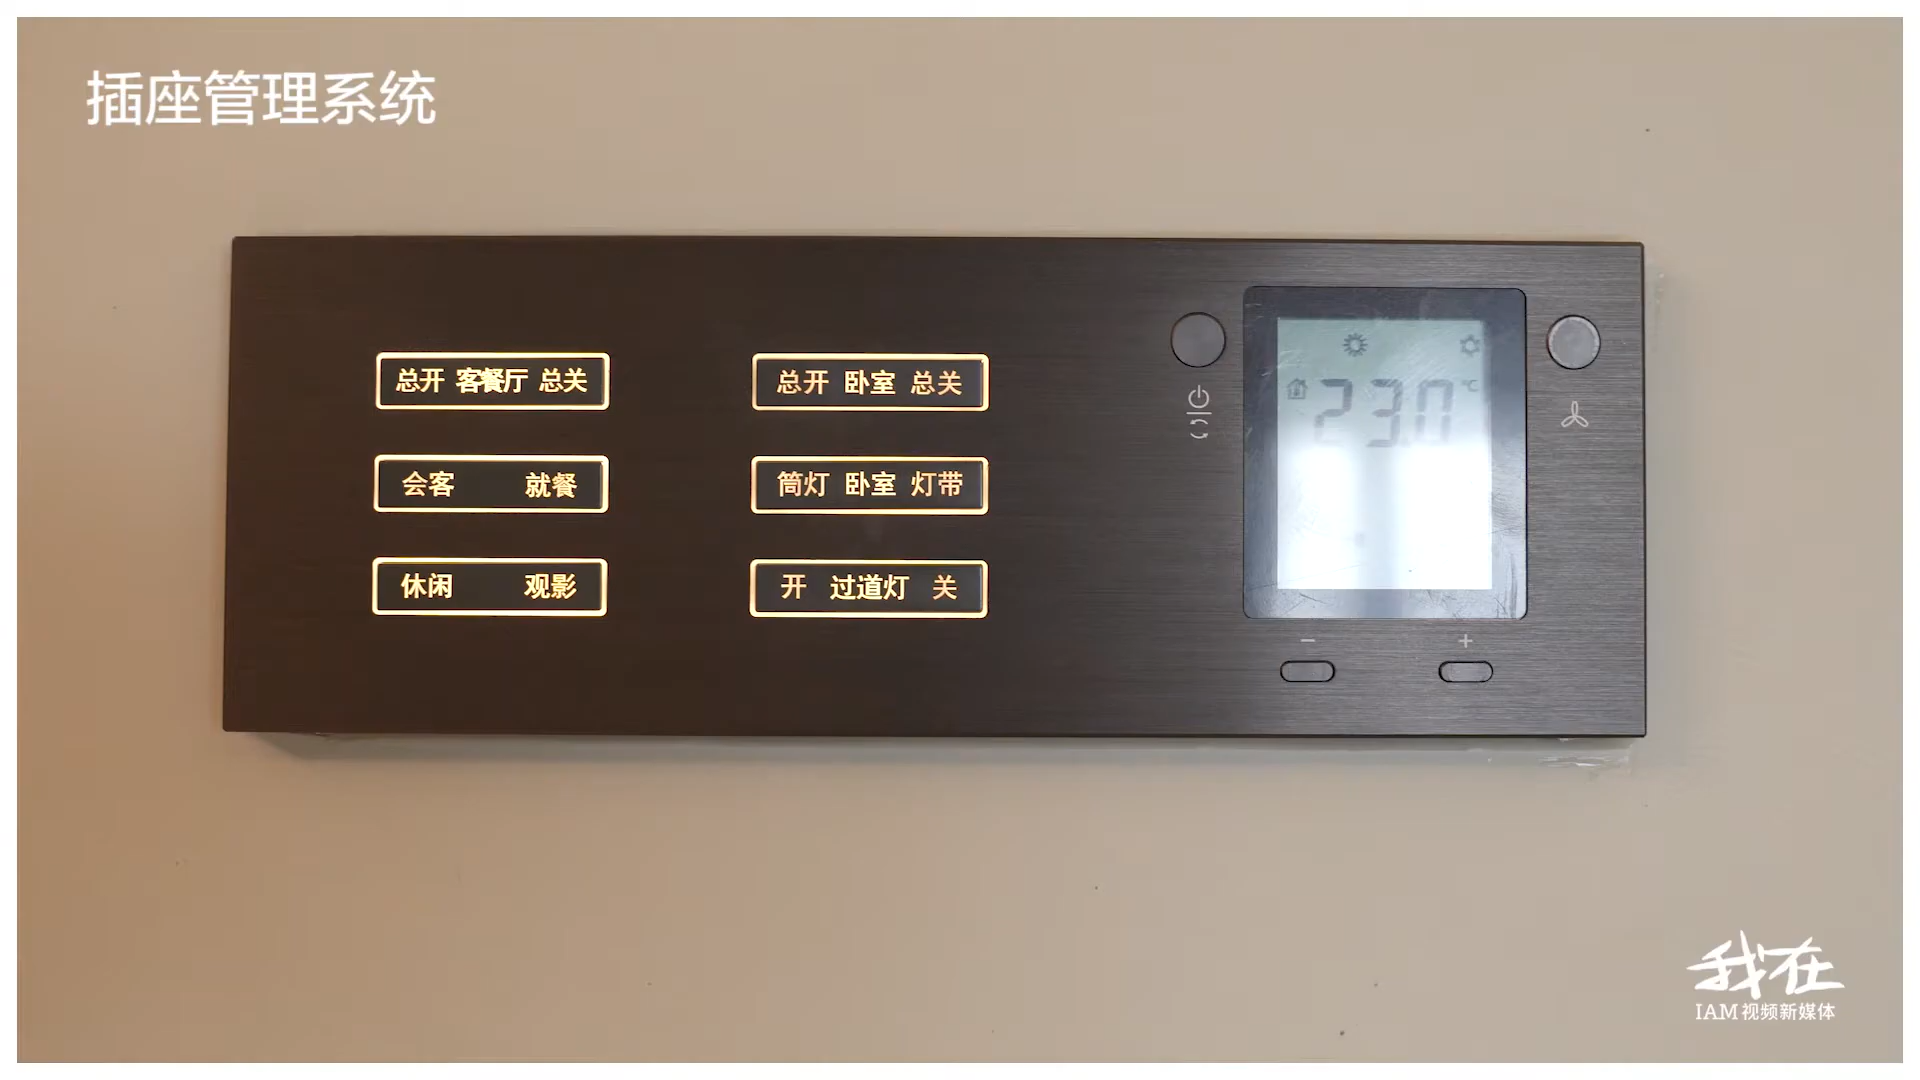 插座管理系统
总开 客餐厅 总关
总开 卧室 总关
会客 就餐
筒灯 卧室 灯带
休闲 观影
开 过道灯 关
23.0 ℃
− +
我在
IAM 视频新媒体